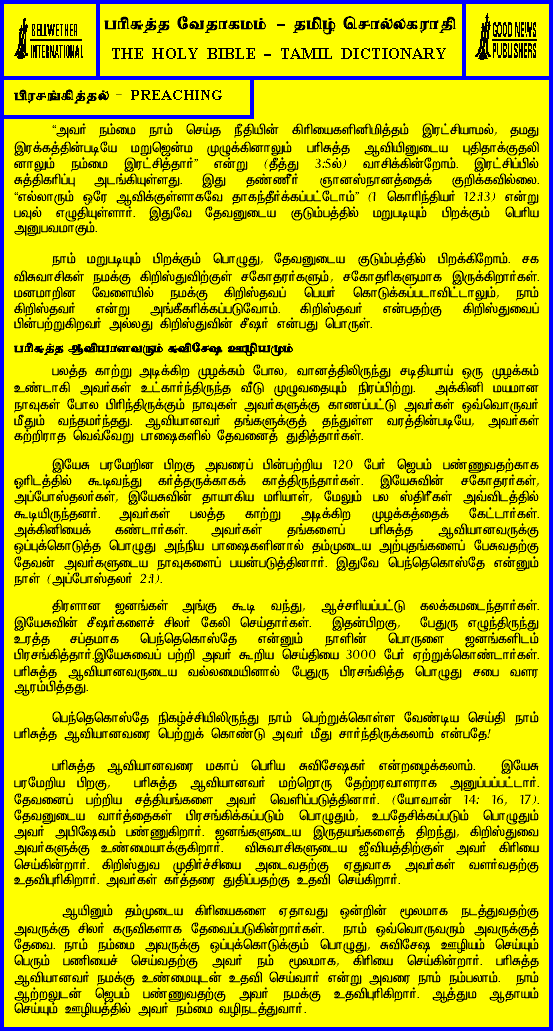 BELLWETHER
INTERNATIONAL
பரிசுத்த வேதாகமம் – தமிழ் சொல்லகராதி
THE HOLY BIBLE – TAMIL DICTIONARY
GOOD NEWS
PUBLISHERS
பிரசங்கித்தல் – PREACHING
“அவர் நம்மை நாம் செய்த நீதியின் கிரியைகளினிமித்தம் இரட்சியாமல், தமது
இரக்கத்தின்படியே மறுஜென்ம முழுக்கினாலும் பரிசுத்த ஆவியினுடைய புதிதாக்குதலி
னாலும் நம்மை இரட்சித்தார்” என்று (தீத்து 3:5ல்) வாசிக்கின்றோம். இரட்சிப்பில்
சுத்திகரிப்பு அடங்கியுள்ளது. இது தண்ணீர் ஞானஸ்நானத்தைக் குறிக்கவில்லை.
“எல்லாரும் ஒரே ஆவிக்குள்ளாகவே தாகந்தீர்க்கப்பட்டோம்” (1 கொரிந்தியர் 12:13) என்று
பவுல் எழுதியுள்ளார். இதுவே தேவனுடைய குடும்பத்தில் மறுபடியும் பிறக்கும் பெரிய
அனுபவமாகும்.
நாம் மறுபடியும் பிறக்கும் பொழுது, தேவனுடைய குடும்பத்தில் பிறக்கிறோம். சக
விசுவாசிகள் நமக்கு கிறிஸ்துவிற்குள் சகோதரர்களும், சகோதரிகளுமாக இருக்கிறார்கள்.
மனமாறின வேளையில் நமக்கு கிறிஸ்தவப் பெயர் கொடுக்கப்படாவிட்டாலும், நாம்
கிறிஸ்தவர் என்று அங்கீகரிக்கப்படுவோம். கிறிஸ்தவர் என்பதற்கு கிறிஸ்துவைப்
பின்பற்றுகிறவர் அல்லது கிறிஸ்துவின் சீஷர் என்பது பொருள்.
பரிசுத்த ஆவியானவரும் சுவிசேஷ ஊழியமும்
பலத்த காற்று அடிக்கிற முழக்கம் போல, வானத்திலிருந்து சடிதியாய் ஒரு முழக்கம்
உண்டாகி அவர்கள் உட்கார்ந்திருந்த வீடு முழுவதையும் நிரப்பிற்று. அக்கினி மயமான
நாவுகள் போல பிரிந்திருக்கும் நாவுகள் அவர்களுக்கு காணப்பட்டு அவர்கள் ஒவ்வொருவர்
மீதும் வந்தமர்ந்தது. ஆவியானவர் தங்களுக்குத் தந்துள்ள வரத்தின்படியே, அவர்கள்
கற்றிராத வெவ்வேறு பாஷைகளில் தேவனைத் துதித்தார்கள்.
இயேசு பரமேறின பிறகு அவரைப் பின்பற்றிய 120 பேர் ஜெபம் பண்ணுவதற்காக
ஓரிடத்தில் கூடிவந்து கர்த்தருக்காகக் காத்திருந்தார்கள். இயேசுவின் சகோதரர்கள்,
அப்போஸ்தலர்கள், இயேசுவின் தாயாகிய மரியாள், மேலும் பல ஸ்திரீகள் அவ்விடத்தில்
கூடியிருந்தனர். அவர்கள் பலத்த காற்று அடிக்கிற முழக்கத்தைக் கேட்டார்கள்.
அக்கினியைக் கண்டார்கள். அவர்கள் தங்களைப் பரிசுத்த ஆவியானவருக்கு
ஒப்புக்கொடுத்த பொழுது அந்நிய பாஷைகளினால் தம்முடைய அற்புதங்களைப் பேசுவதற்கு
தேவன் அவர்களுடைய நாவுகளைப் பயன்படுத்தினார். இதுவே பெந்தெகொஸ்தே என்னும்
நாள் (அப்போஸ்தலர் 2:1).
திரளான ஜனங்கள் அங்கு கூடி வந்து, ஆச்சரியப்பட்டு கலக்கமடைந்தார்கள்.
இயேசுவின் சீஷர்களைச் சிலர் கேலி செய்தார்கள். இதன்பிறகு, பேதுரு எழுந்திருந்து
உரத்த சப்தமாக பெந்தெகொஸ்தே என்னும் நாளின் பொருளை ஜனங்களிடம்
பிரசங்கித்தார்.இயேசுவைப் பற்றி அவர் கூறிய செய்தியை 3000 பேர் ஏற்றுக்கொண்டார்கள்.
பரிசுத்த ஆவியானவருடைய வல்லமையினால் பேதுரு பிரசங்கித்த பொழுது சபை வளர
ஆரம்பித்தது.
பெந்தெகொஸ்தே நிகழ்ச்சியிலிருந்து நாம் பெற்றுக்கொள்ள வேண்டிய செய்தி நாம்
பரிசுத்த ஆவியானவரை பெற்றுக் கொண்டு அவர் மீது சார்ந்திருக்கலாம் என்பதே!
பரிசுத்த ஆவியானவரை மகாப் பெரிய சுவிசேஷகர் என்றழைக்கலாம். இயேசு
பரமேறிய பிறகு, பரிசுத்த ஆவியானவர் மற்றொரு தேற்றரவாளராக அனுப்பப்பட்டார்.
தேவனைப் பற்றிய சத்தியங்களை அவர் வெளிப்படுத்தினார். (யோவான் 14: 16, 17).
தேவனுடைய வார்த்தைகள் பிரசங்கிக்கப்படும் பொழுதும், உபதேசிக்கப்படும் பொழுதும்
அவர் அபிஷேகம் பண்ணுகிறார். ஜனங்களுடைய இருதயங்களைத் திறந்து, கிறிஸ்துவை
அவர்களுக்கு உண்மையாக்குகிறார். விசுவாசிகளுடைய ஜீவியத்திற்குள் அவர் கிரியை
செய்கின்றார். கிறிஸ்துவ முதிர்ச்சியை அடைவதற்கு ஏதுவாக அவர்கள் வளர்வதற்கு
உதவிபுரிகிறார். அவர்கள் கர்த்தரை துதிப்பதற்கு உதவி செய்கிறார்.
ஆயினும் தம்முடைய கிரியைகளை ஏதாவது ஒன்றின் மூலமாக நடத்துவதற்கு
அவருக்கு சிலர் கருவிகளாக தேவைப்படுகின்றார்கள். நாம் ஒவ்வொருவரும் அவருக்குத்
தேவை. நாம் நம்மை அவருக்கு ஒப்புக்கொடுக்கும் பொழுது, சுவிசேஷ ஊழியம் செய்யும்
பெரும் பணியைச் செய்வதற்கு அவர் நம் மூலமாக, கிரியை செய்கின்றார். பரிசுத்த
ஆவியானவர் நமக்கு உண்மையுடன் உதவி செய்வார் என்று அவரை நாம் நம்பலாம். நாம்
ஆற்றலுடன் ஜெபம் பண்ணுவதற்கு அவர் நமக்கு உதவிபுரிகிறார். ஆத்தும ஆதாயம்
செய்யும் ஊழியத்தில் அவர் நம்மை வழிநடத்துவார்.